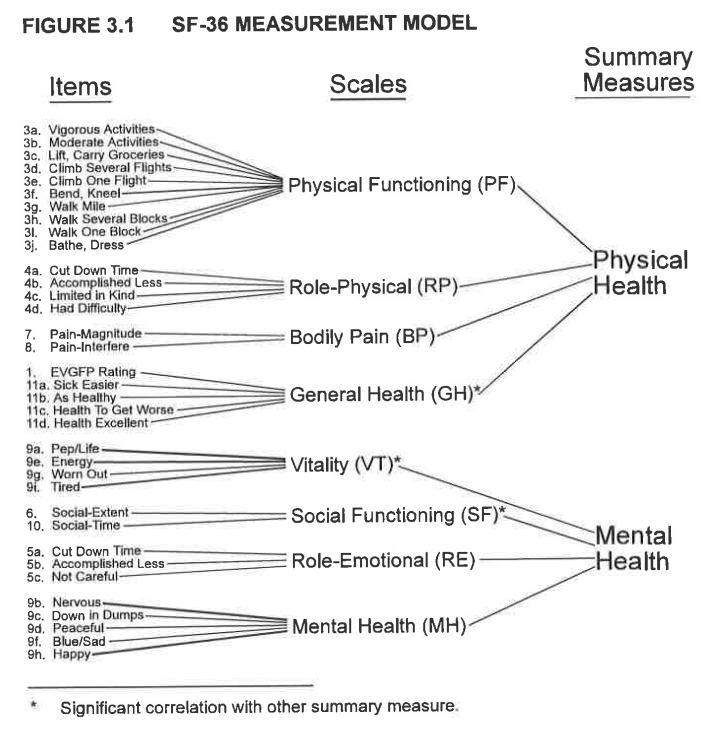 FIGURE 3.1 SF-36 MEASUREMENT MODEL
Items
Scales
Summary
Measures
3a. Vigorous Activities
3b. Moderate Activities
3c. Lift, Carry Groceries
3d. Climb Several Flights
3e. Climb One Flight
3f. Bend, Kneel
3g. Walk Mile
3h. Walk Several Blocks
3I. Walk One Block
3j. Bathe, Dress
Physical Functioning (PF)
4a. Cut Down Time
4b. Accomplished Less
4c. Limited in Kind
4d. Had Difficulty
Role-Physical (RP)
7. Pain-Magnitude
8. Pain-Interfere
Bodily Pain (BP)
1. EVGFP Rating
11a. Sick Easier
11b. As Healthy
11c. Health To Get Worse
11d. Health Excellent
General Health (GH)*
Physical
Health
9a. Pep/Life
9e. Energy
9g. Worn Out
9i. Tired
Vitality (VT)*
6. Social-Extent
10. Social-Time
Social Functioning (SF)*
5a. Cut Down Time
5b. Accomplished Less
5c. Not Careful
Role-Emotional (RE)
9b. Nervous
9c. Down in Dumps
9d. Peaceful
9f. Blue/Sad
9h. Happy
Mental Health (MH)
Mental
Health
* Significant correlation with other summary measure.